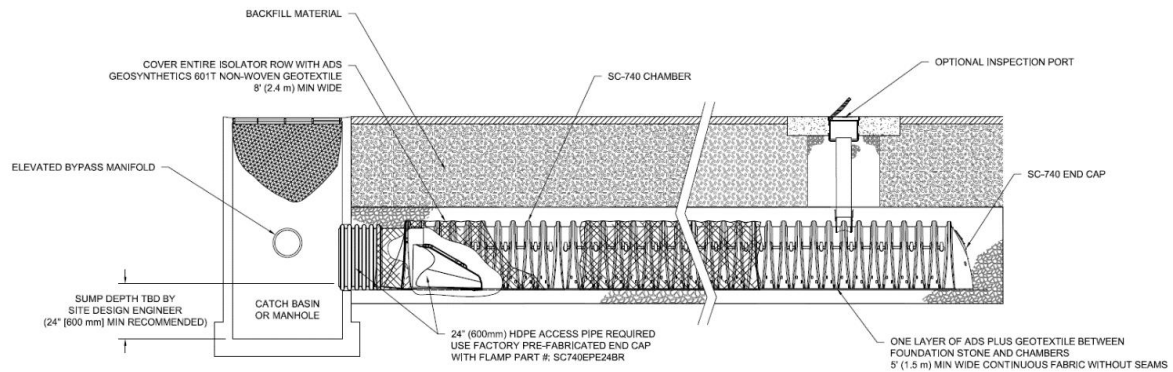 BACKFILL MATERIAL
COVER ENTIRE ISOLATOR ROW WITH ADS
GEOSYNTHETICS 601T NON-WOVEN GEOTEXTILE
8' (2.4 m) MIN WIDE
SC-740 CHAMBER
OPTIONAL INSPECTION PORT
ELEVATED BYPASS MANIFOLD
SC-740 END CAP
SUMP DEPTH TBD BY
SITE DESIGN ENGINEER
(24" [600 mm] MIN RECOMMENDED)
CATCH BASIN
OR MANHOLE
24" (600mm) HDPE ACCESS PIPE REQUIRED
USE FACTORY PRE-FABRICATED END CAP
WITH FLAMP PART #: SC740EPE24BR
ONE LAYER OF ADS PLUS GEOTEXTILE BETWEEN
FOUNDATION STONE AND CHAMBERS
5' (1.5 m) MIN WIDE CONTINUOUS FABRIC WITHOUT SEAMS